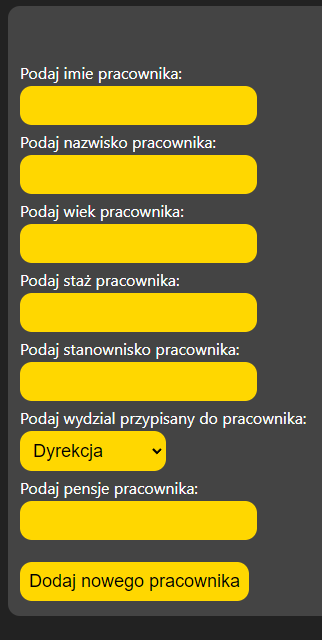 Podaj imie pracownika:
Podaj nazwisko pracownika:
Podaj wiek pracownika:
Podaj staż pracownika:
Podaj stanownisko pracownika:
Podaj wydzial przypisany do pracownika:
Dyrekcja
Podaj pensje pracownika:
Dodaj nowego pracownika